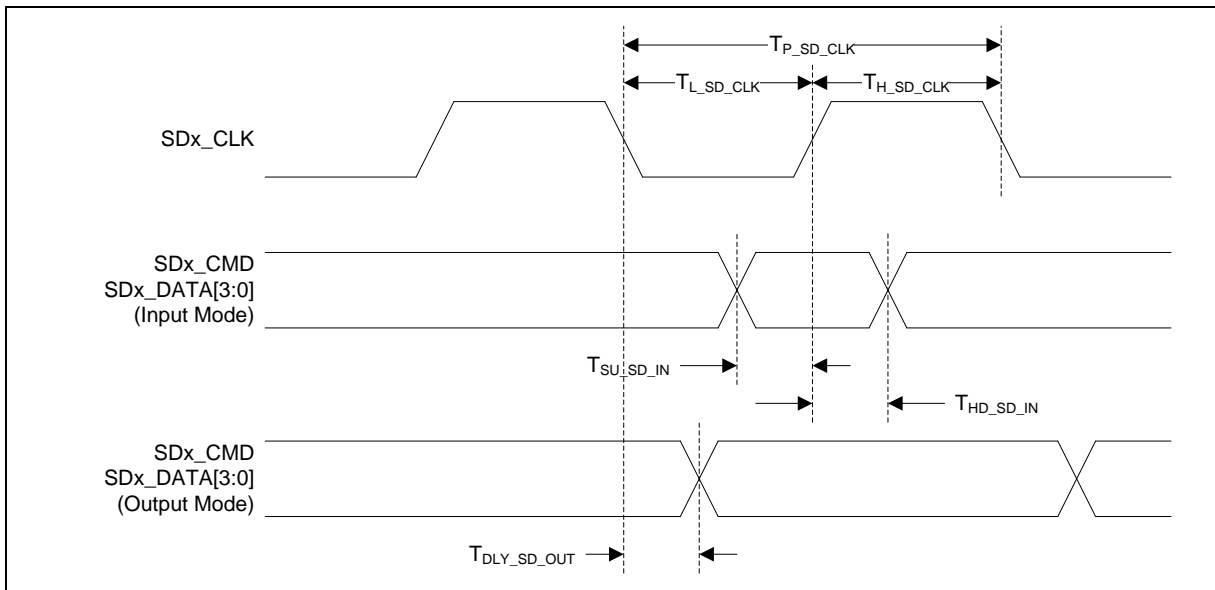 T_P_SD_CLK
T_L_SD_CLK T_H_SD_CLK
SDx_CLK
SDx_CMD
SDx_DATA[3:0]
(Input Mode)
T_SU_SD_IN
T_HD_SD_IN
SDx_CMD
SDx_DATA[3:0]
(Output Mode)
T_DLY_SD_OUT